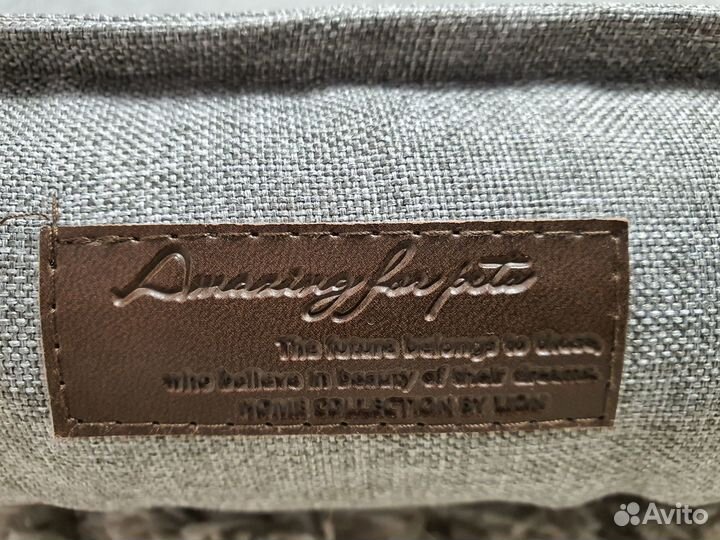 Amazing for pets
The future belongs to those,
who believe in beauty of their dreams.
HOME COLLECTION BY LION
Avito